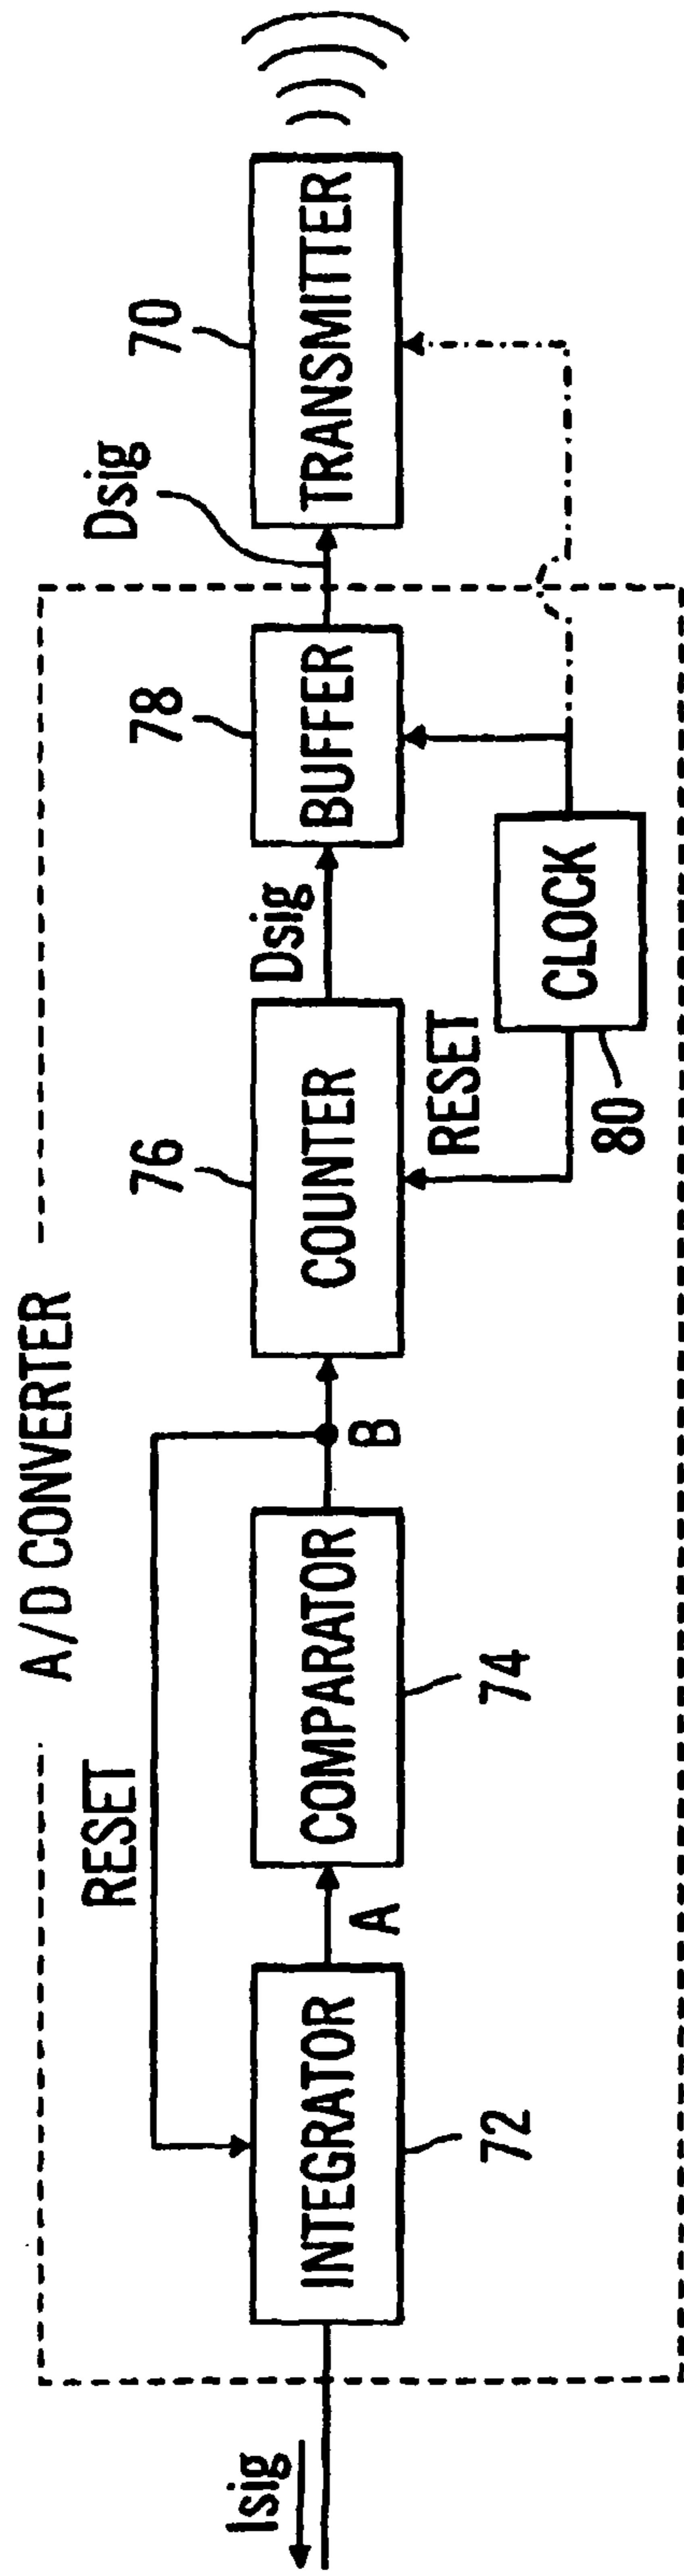 A/D CONVERTER
RESET
Isig
INTEGRATOR
72
A
COMPARATOR
74
B
COUNTER
76
RESET
Dsig
BUFFER
78
CLOCK
80
Dsig
TRANSMITTER
70